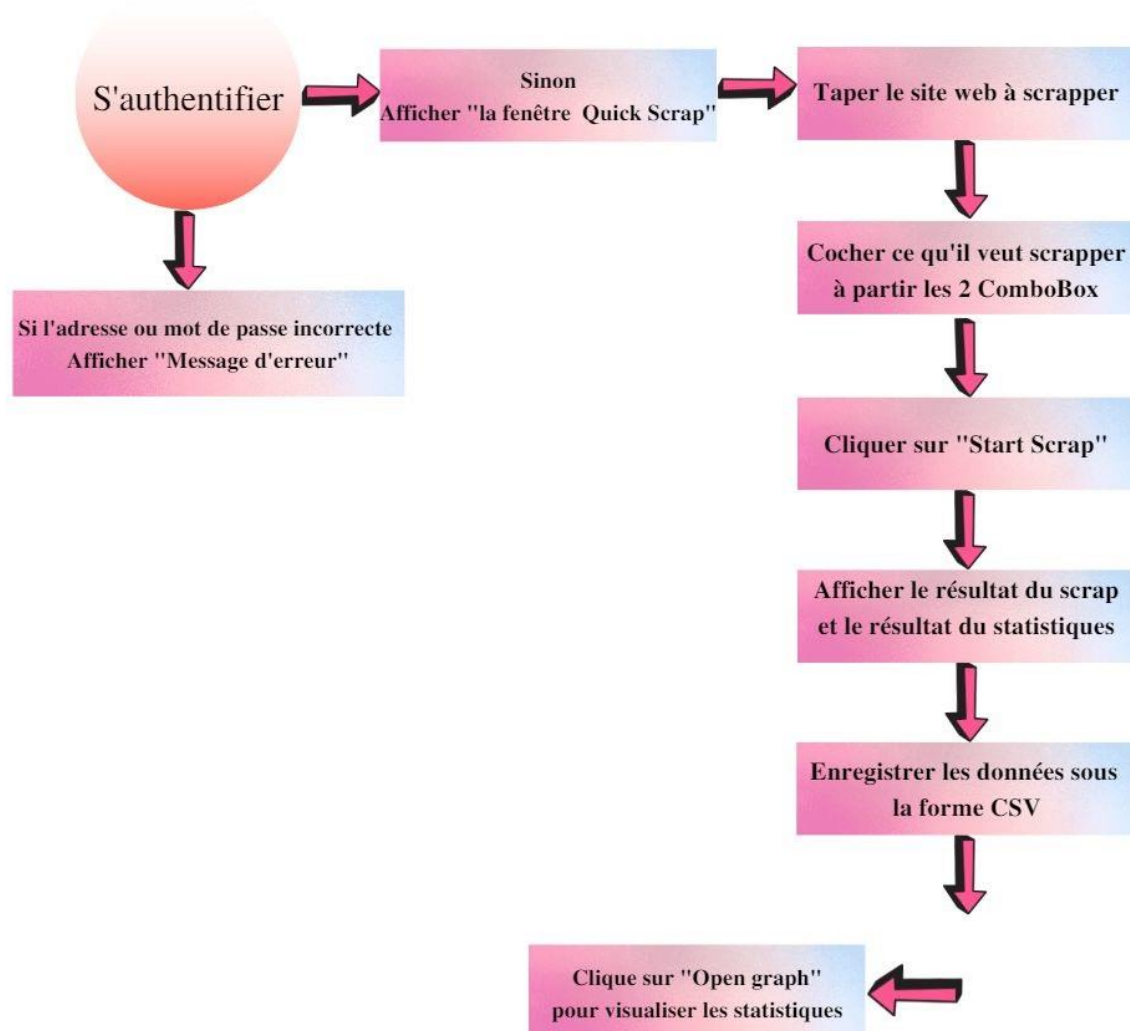 S'authentifier
Sinon
Afficher "la fenêtre Quick Scrap"
Taper le site web à scrapper
Si l'adresse ou mot de passe incorrecte
Afficher "Message d'erreur"
Cocher ce qu'il veut scrapper
à partir les 2 ComboBox
Cliquer sur "Start Scrap"
Afficher le résultat du scrap
et le résultat du statistiques
Enregistrer les données sous
la forme CSV
Clique sur "Open graph"
pour visualiser les statistiques